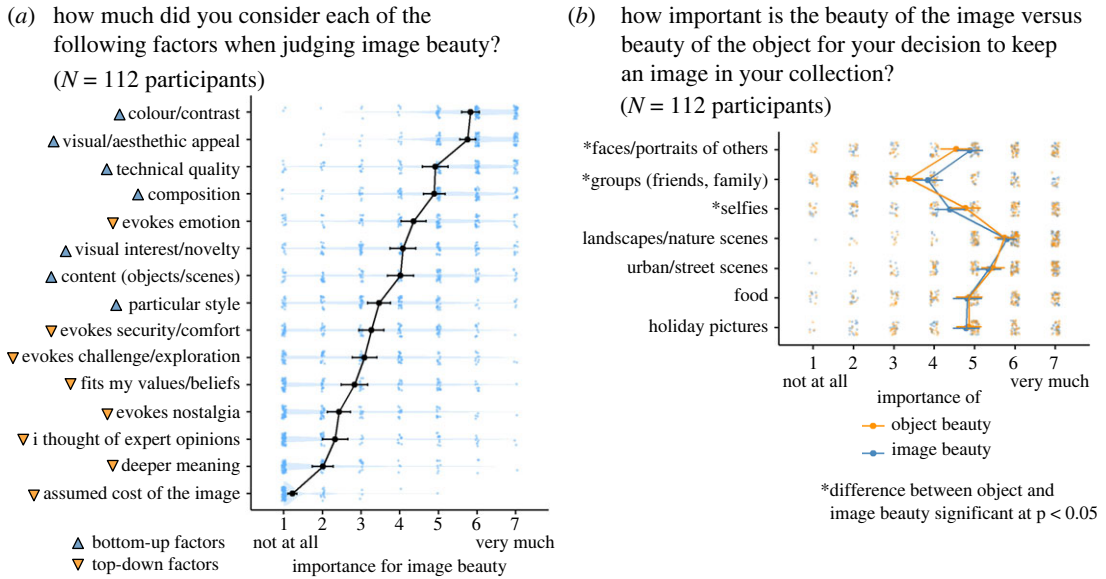 (a) how much did you consider each of the
following factors when judging image beauty?
(N = 112 participants)
colour/contrast
visual/aesthethic appeal
technical quality
composition
evokes emotion
visual interest/novelty
content (objects/scenes)
particular style
evokes security/comfort
evokes challenge/exploration
fits my values/beliefs
evokes nostalgia
i thought of expert opinions
deeper meaning
assumed cost of the image
1 2 3 4 5 6 7
not at all very much
importance for image beauty
bottom-up factors
top-down factors
(b) how important is the beauty of the image versus
beauty of the object for your decision to keep
an image in your collection?
(N = 112 participants)
*faces/portraits of others
*groups (friends, family)
*selfies
landscapes/nature scenes
urban/street scenes
food
holiday pictures
1 2 3 4 5 6 7
not at all very much
importance of
object beauty
image beauty
*difference between object and
image beauty significant at p < 0.05